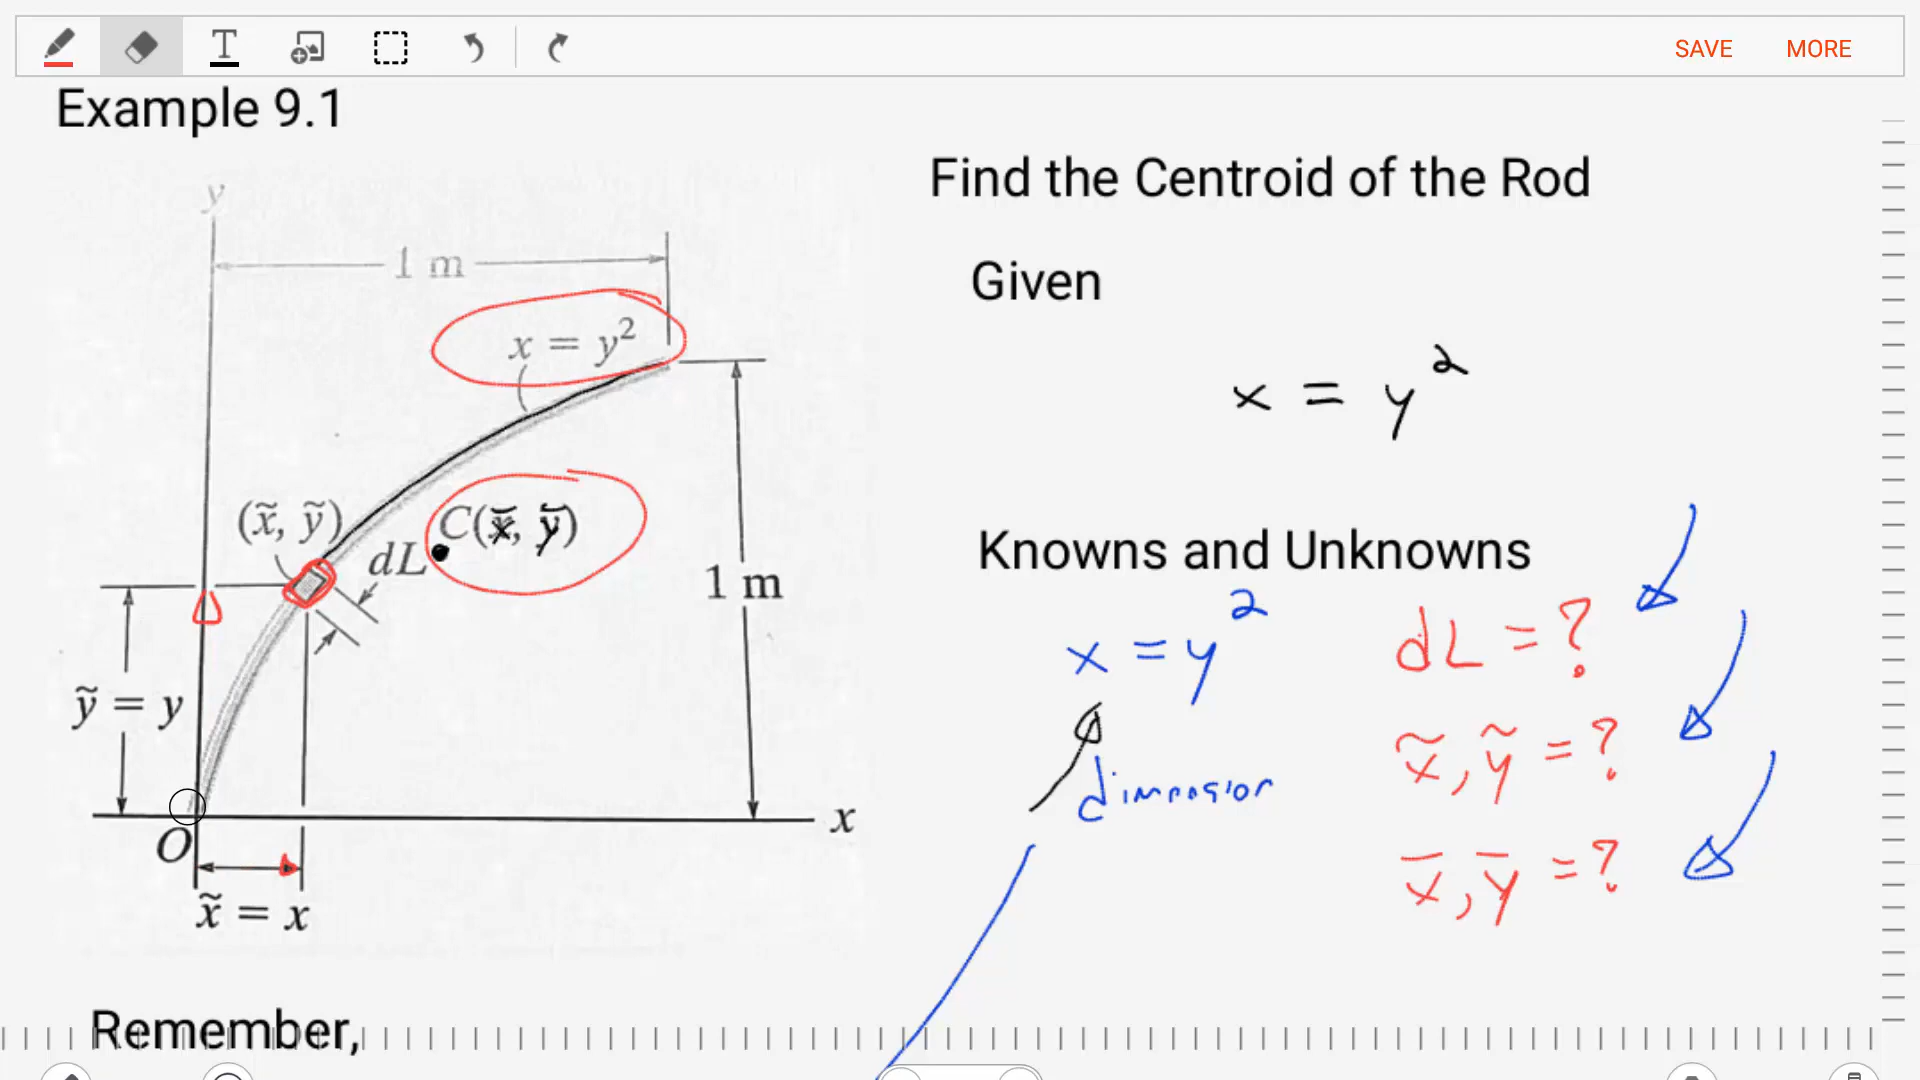 T SAVE MORE
Example 9.1
Find the Centroid of the Rod
Given
x = y²
Knowns and Unknowns
x = y²
dimension
dL = ?
x̃, ỹ = ?
x̄, ȳ = ?
y
1 m
x = y²
(x̃, ỹ)
dL
C(x̄, ȳ)
1 m
ỹ = y
O
x
x̃ = x
Remember,